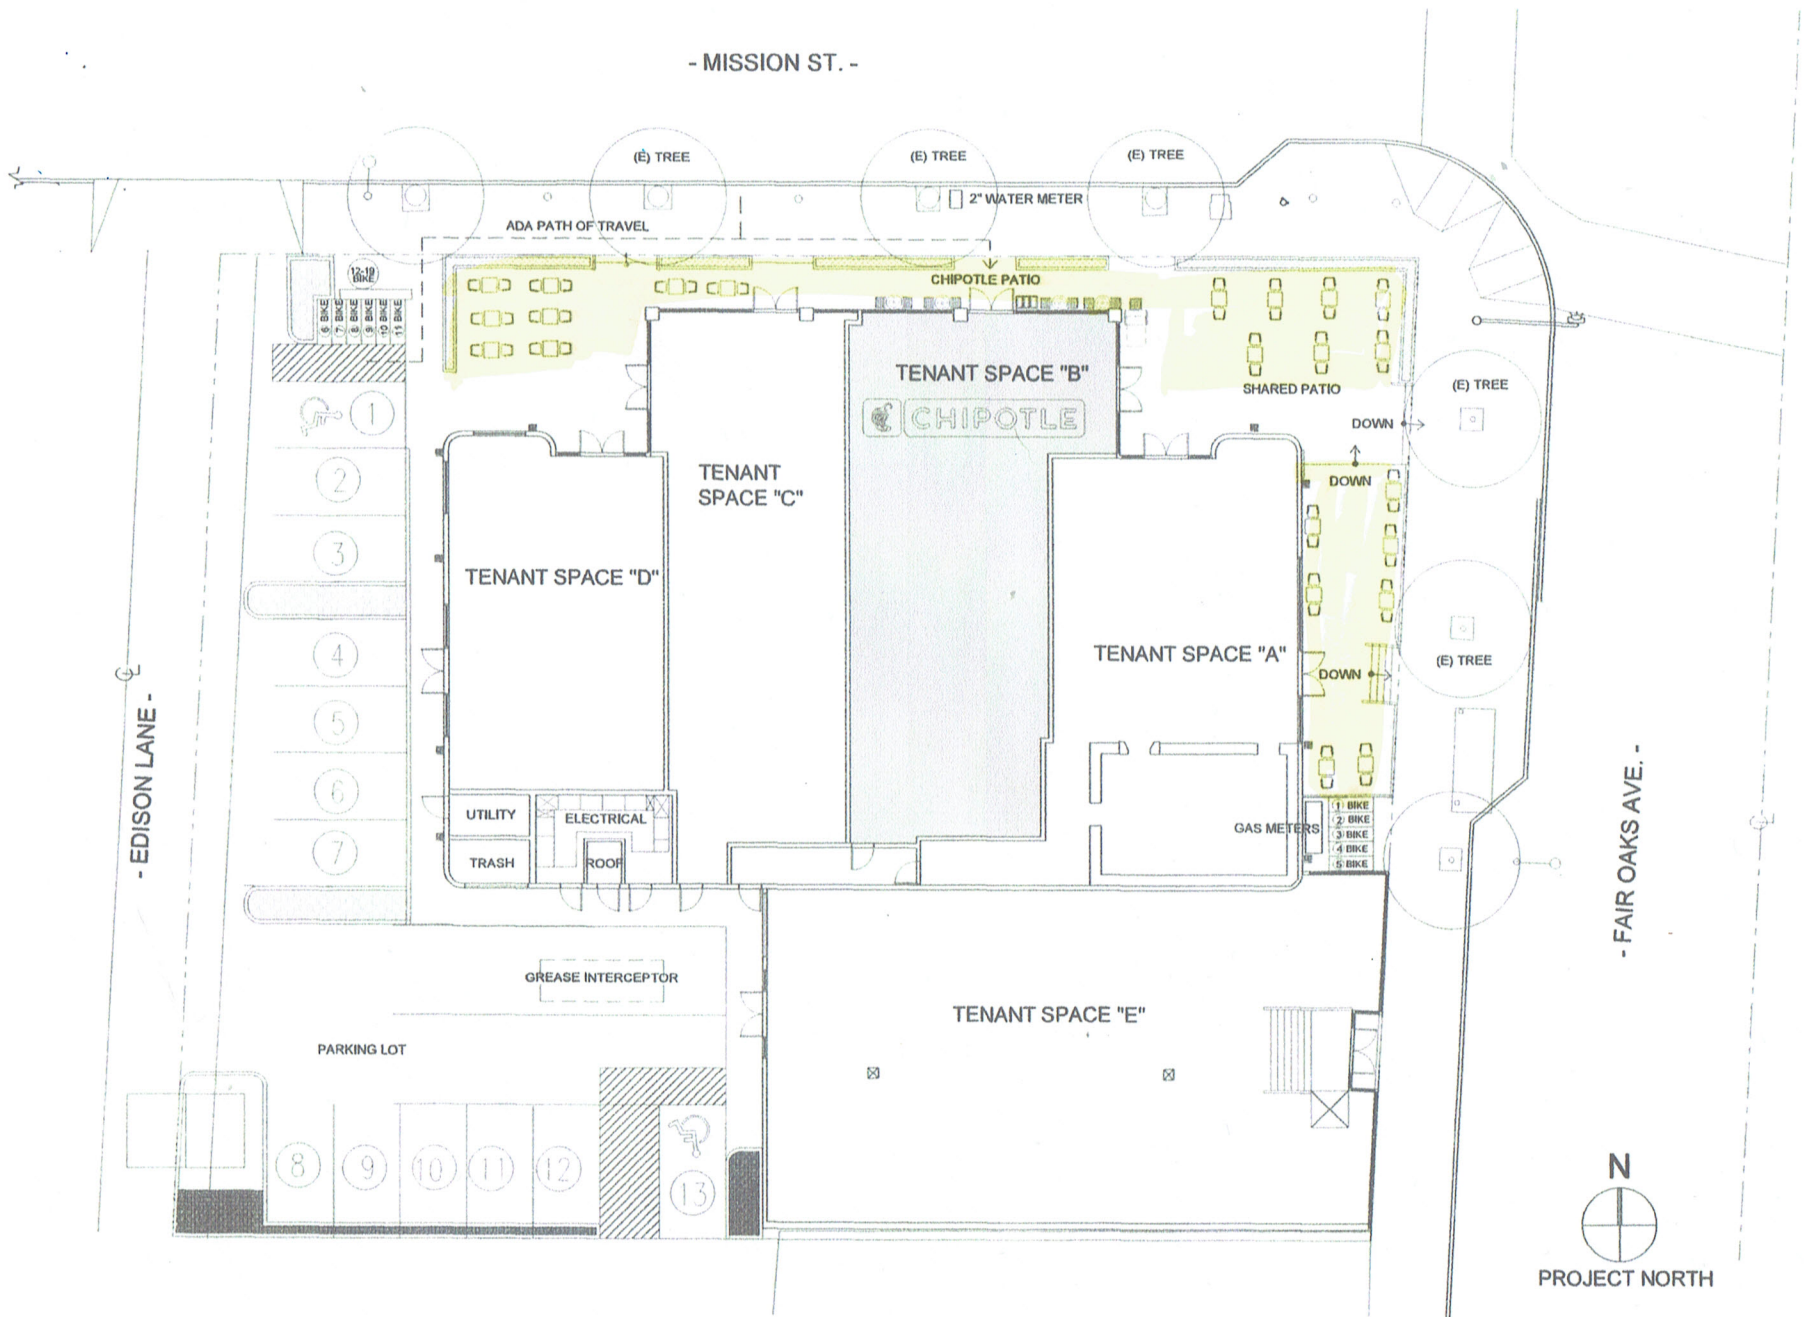 - MISSION ST. -
(E) TREE
(E) TREE
(E) TREE
2" WATER METER
ADA PATH OF TRAVEL
12-19
BIKE
6 BIKE
7 BIKE
8 BIKE
9 BIKE
10 BIKE
11 BIKE
CHIPOTLE PATIO
TENANT SPACE "B"
CHIPOTLE
SHARED PATIO
(E) TREE
DOWN
DOWN
1
2
3
4
5
6
7
TENANT
SPACE "C"
TENANT SPACE "D"
TENANT SPACE "A"
(E) TREE
DOWN
- EDISON LANE -
- FAIR OAKS AVE. -
UTILITY
ELECTRICAL
TRASH
ROOF
GAS METERS
1 BIKE
2 BIKE
3 BIKE
4 BIKE
5 BIKE
GREASE INTERCEPTOR
TENANT SPACE "E"
PARKING LOT
8
9
10
11
12
13
N
PROJECT NORTH